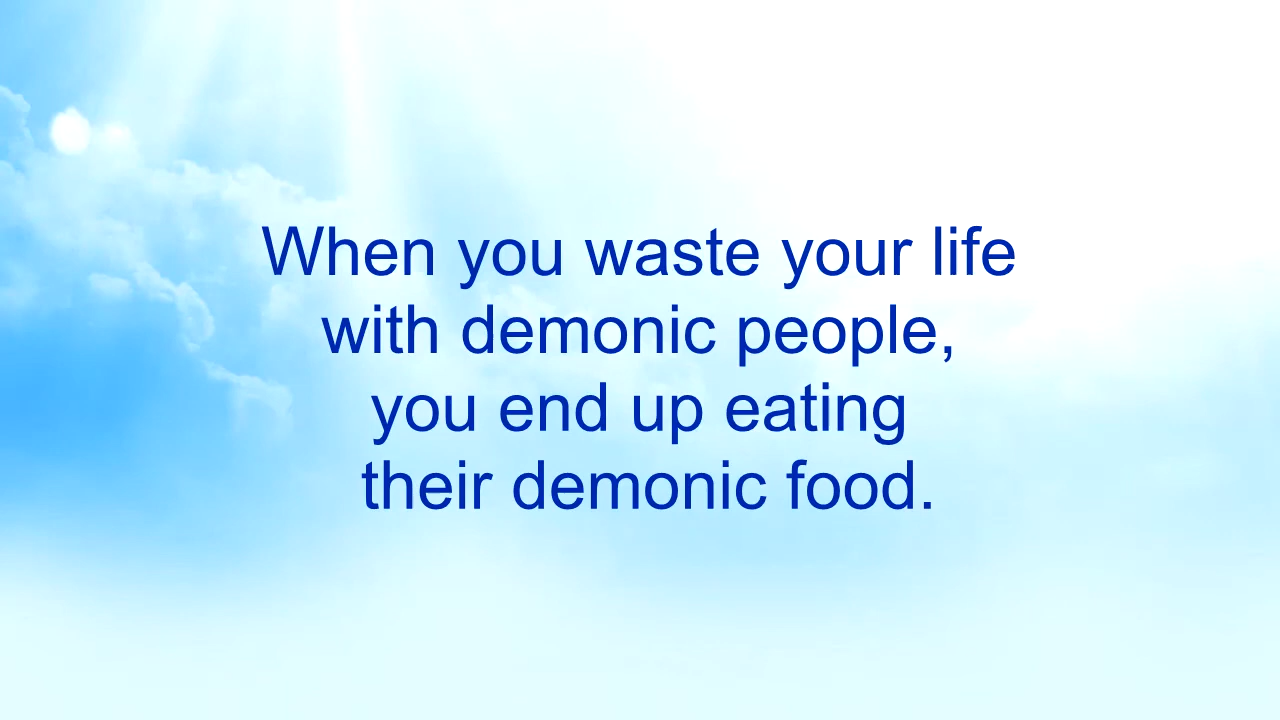 When you waste your life
with demonic people,
you end up eating
their demonic food.